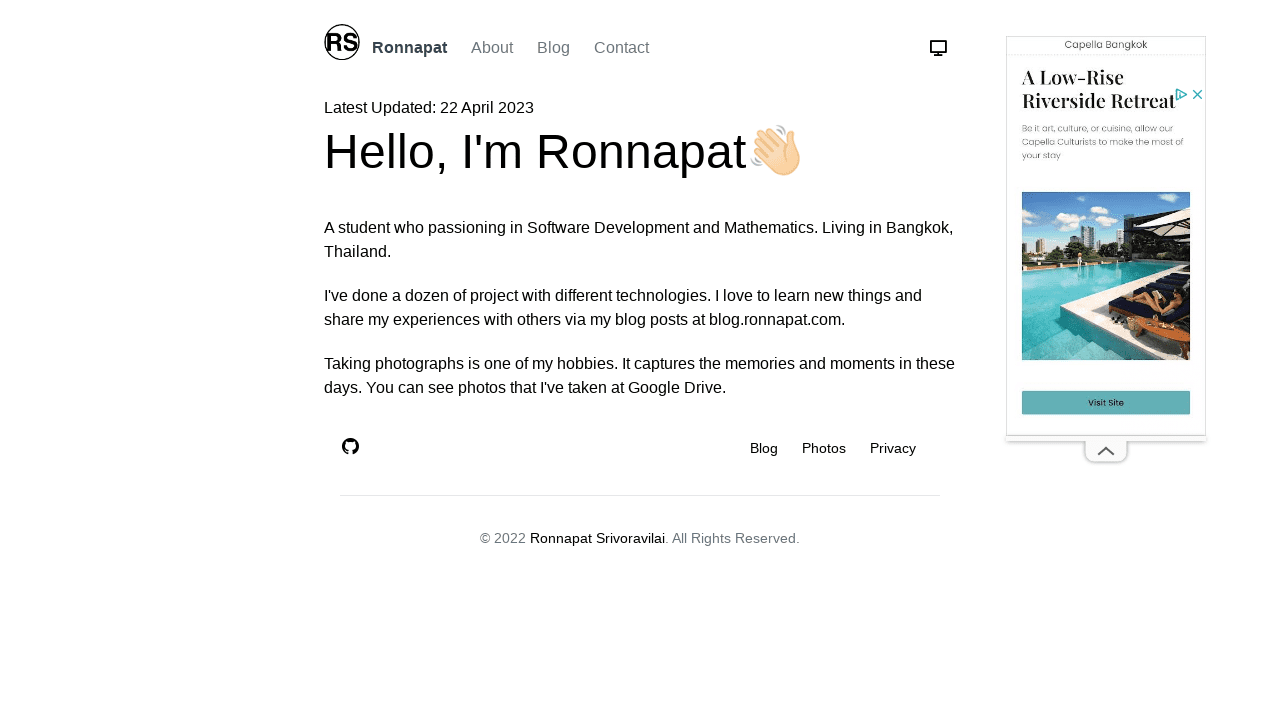 RS
Ronnapat
About
Blog
Contact
Latest Updated: 22 April 2023
Hello, I'm Ronnapat👋🏻
A student who passioning in Software Development and Mathematics. Living in Bangkok,
Thailand.
I've done a dozen of project with different technologies. I love to learn new things and
share my experiences with others via my blog posts at blog.ronnapat.com.
Taking photographs is one of my hobbies. It captures the memories and moments in these
days. You can see photos that I've taken at Google Drive.
Blog
Photos
Privacy
© 2022 Ronnapat Srivoravilai. All Rights Reserved.
Capella Bangkok
A Low-Rise
Riverside Retreat
Be it art, culture, or cuisine, allow our
Capella Culturists to make the most of
your stay
Visit Site